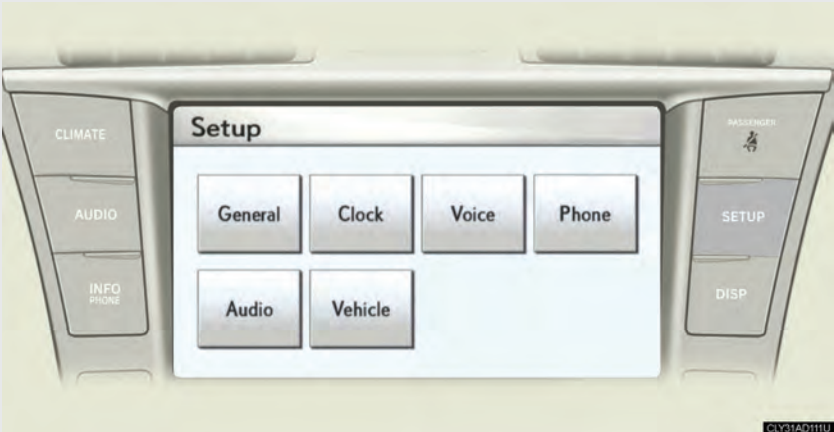 Setup
CLIMATE
PASSENGER
General
Clock
Voice
Phone
AUDIO
SETUP
INFO
PHONE
DISP
Audio
Vehicle
CLY31AD111U